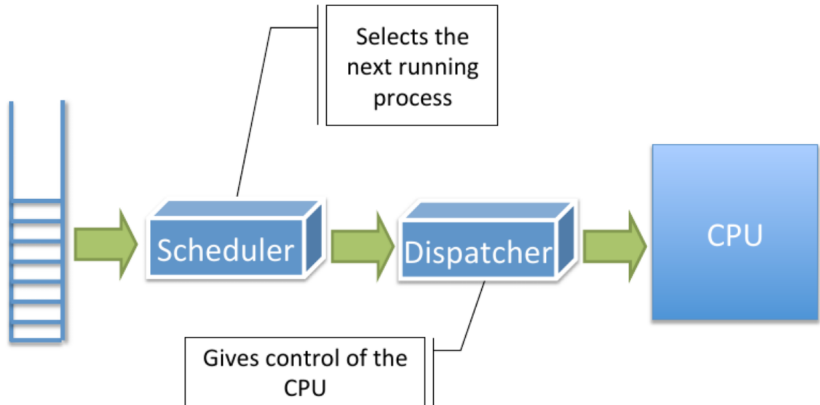 Selects the
next running
process
Scheduler
Dispatcher
CPU
Gives control of the
CPU